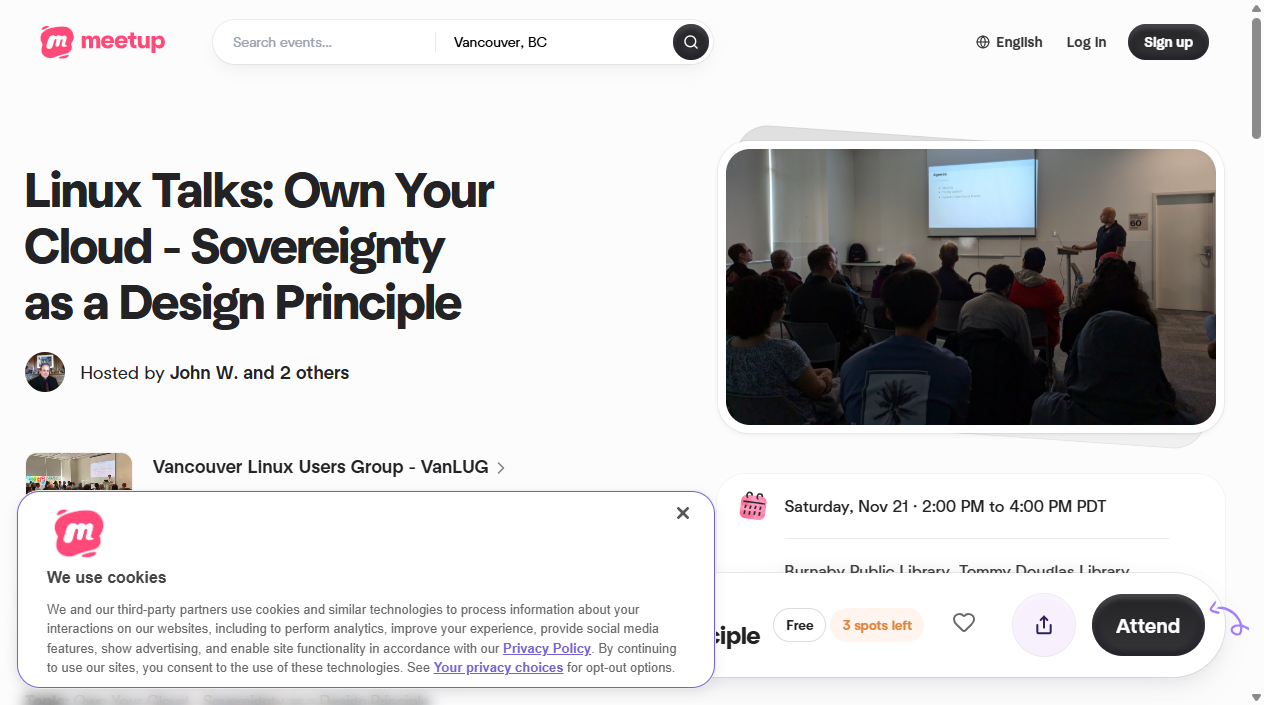 meetup
Search events...
Vancouver, BC
English
Log in
Sign up
Linux Talks: Own Your
Cloud - Sovereignty
as a Design Principle
Hosted by John W. and 2 others
Vancouver Linux Users Group - VanLUG
Saturday, Nov 21 · 2:00 PM to 4:00 PM PDT
Burnaby Public Library, Tommy Douglas Library
We use cookies
We and our third-party partners use cookies and similar technologies to process information about your
interactions on our websites, including to perform analytics, improve your experience, provide social media
features, show advertising, and enable site functionality in accordance with our Privacy Policy. By continuing
to use our sites, you consent to the use of these technologies. See Your privacy choices for opt-out options.
ciple
Free
3 spots left
Attend